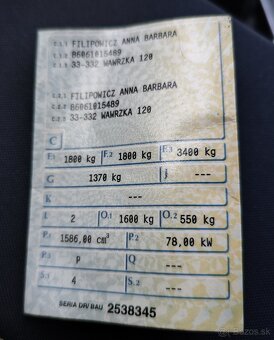 C.1.1 FILIPOWICZ ANNA BARBARA
C.1.2 86061015489
C.1.3 33-332 WAWRZKA 120
C.2.1 FILIPOWICZ ANNA BARBARA
C.2.2 86061015489
C.2.3 33-332 WAWRZKA 120
C
F.1 1800 kg F.2 1800 kg F.3 3400 kg
G 1370 kg j ---
K ---
L 2 O.1 1600 kg O.2 550 kg
P.1 1586,00 cm³ P.2 78,00 kW
P.3 P Q ---
S.1 4 S.2 ---
SERIA DR/BAU 2538345
bazar.sk